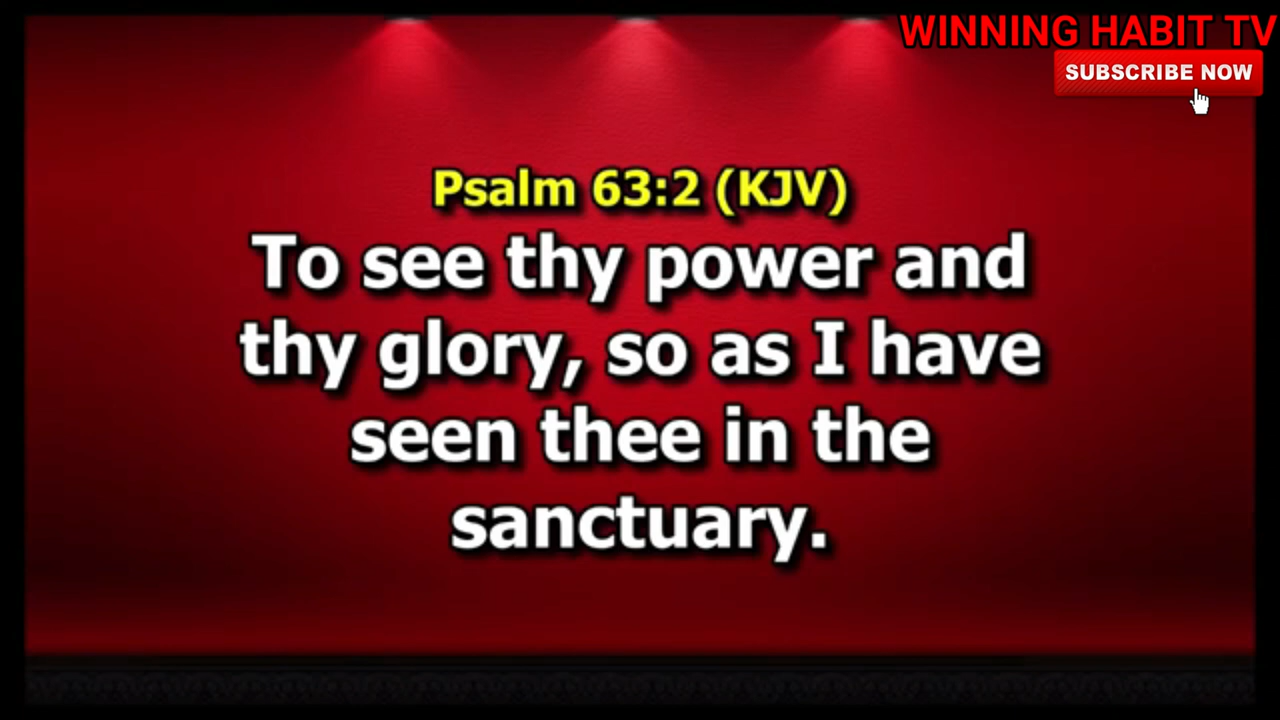 WINNING HABIT TV
SUBSCRIBE NOW
Psalm 63:2 (KJV)
To see thy power and
thy glory, so as I have
seen thee in the
sanctuary.